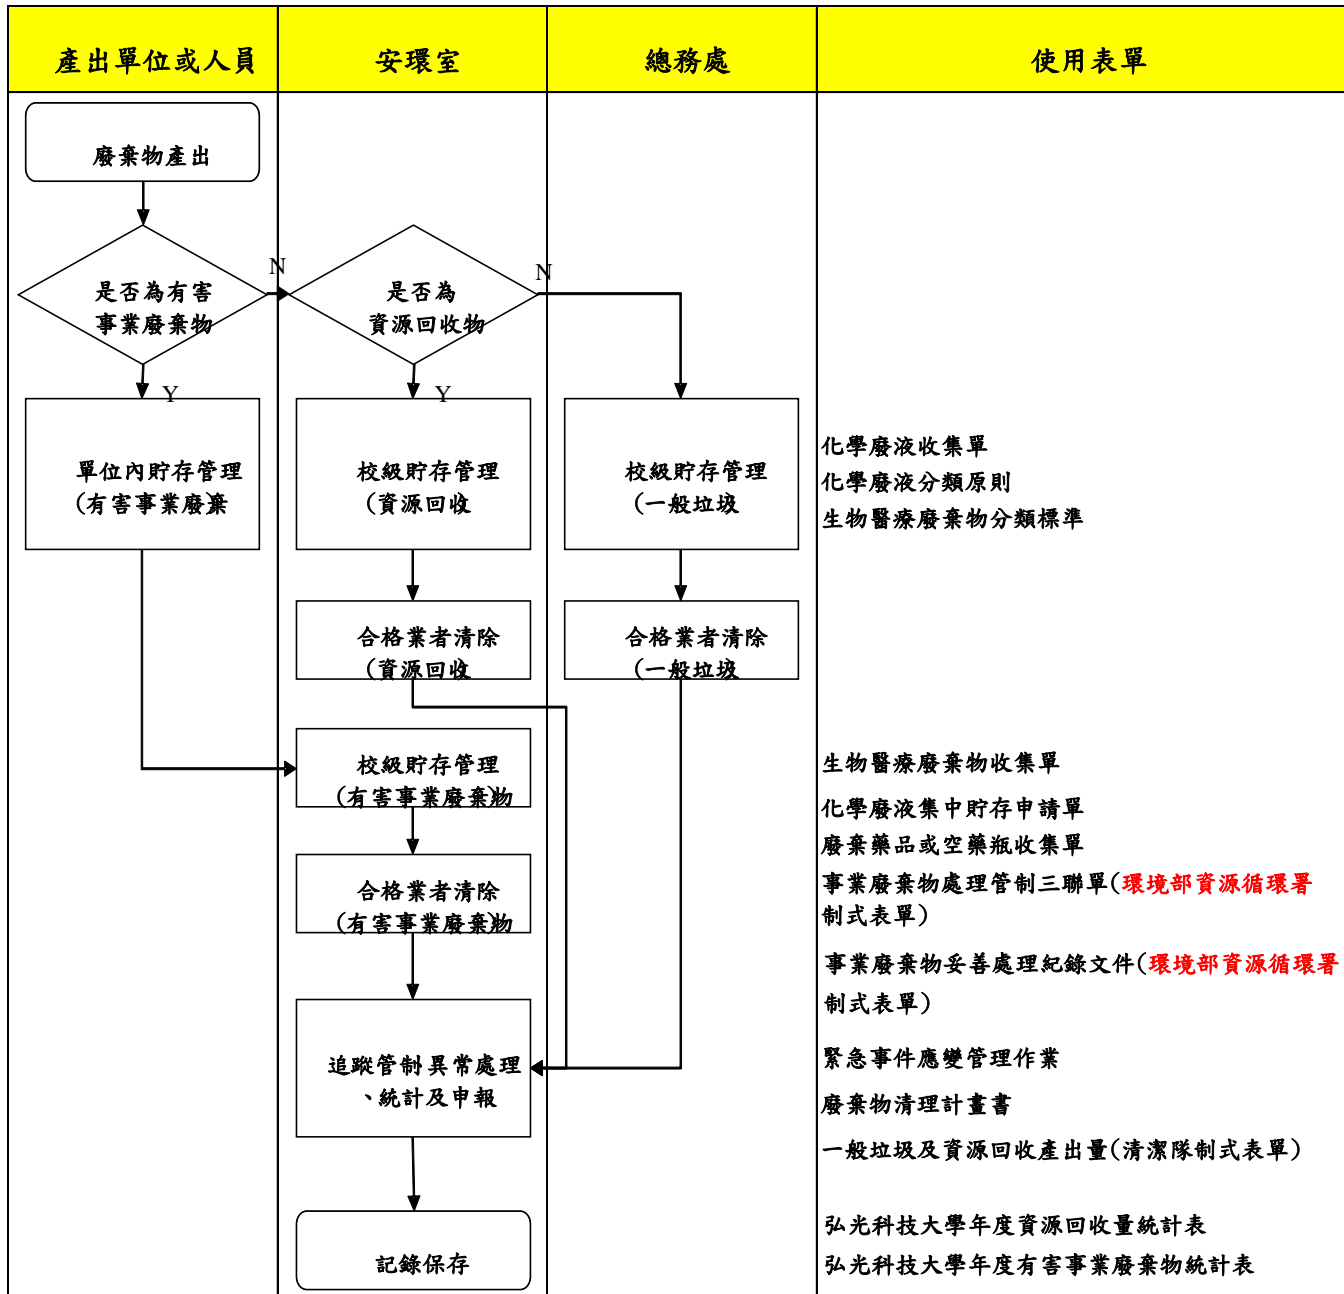 產出單位或人員
安環室
總務處
使用表單
廢棄物產出
是否為有害
事業廢棄物
N
是否為
資源回收物
N
Y
Y
單位內貯存管理
(有害事業廢棄
校級貯存管理
(資源回收
校級貯存管理
(一般垃圾
化學廢液收集單
化學廢液分類原則
生物醫療廢棄物分類標準
合格業者清除
(資源回收
合格業者清除
(一般垃圾
校級貯存管理
(有害事業廢棄物
生物醫療廢棄物收集單
化學廢液集中貯存申請單
廢棄藥品或空藥瓶收集單
合格業者清除
(有害事業廢棄物
事業廢棄物處理管制三聯單(環境部資源循環署
制式表單)
事業廢棄物妥善處理紀錄文件(環境部資源循環署
制式表單)
追蹤管制異常處理
、統計及申報
緊急事件應變管理作業
廢棄物清理計畫書
一般垃圾及資源回收產出量(清潔隊制式表單)
記錄保存
弘光科技大學年度資源回收量統計表
弘光科技大學年度有害事業廢棄物統計表